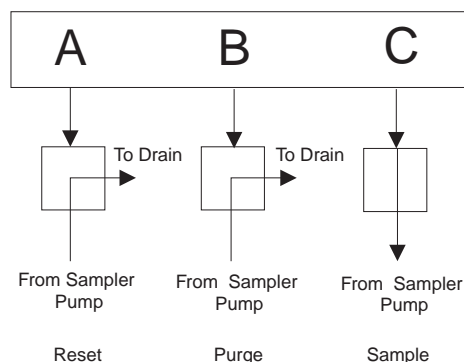 A B C
To Drain To Drain
From Sampler From Sampler From Sampler
Pump Pump Pump
Reset Purge Sample